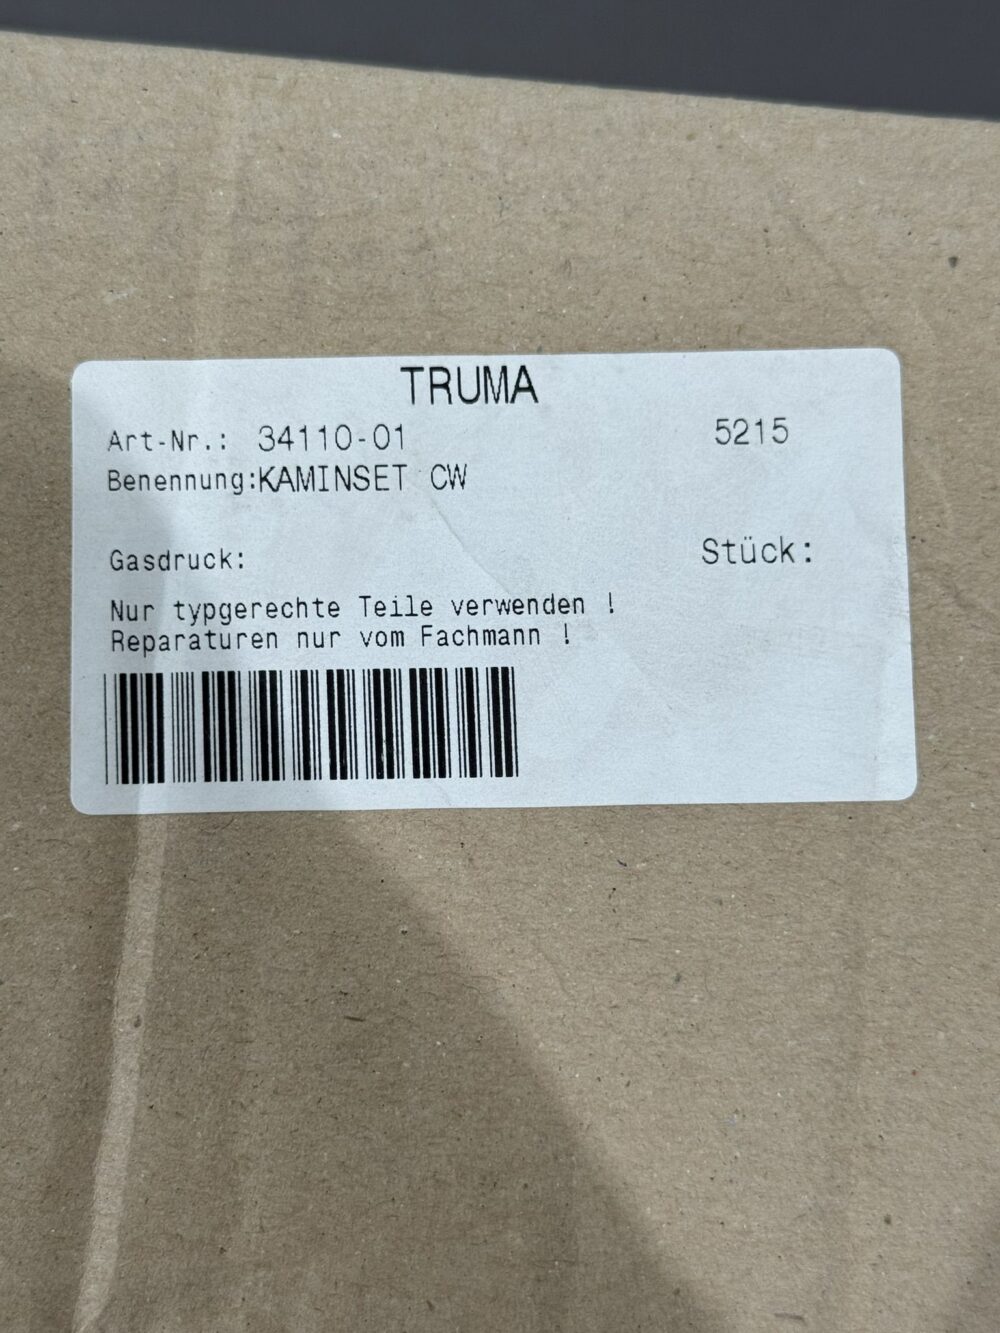 TRUMA
Art-Nr.: 34110-01 5215
Benennung:KAMINSET CW
Gasdruck: Stück:
Nur typgerechte Teile verwenden !
Reparaturen nur vom Fachmann !